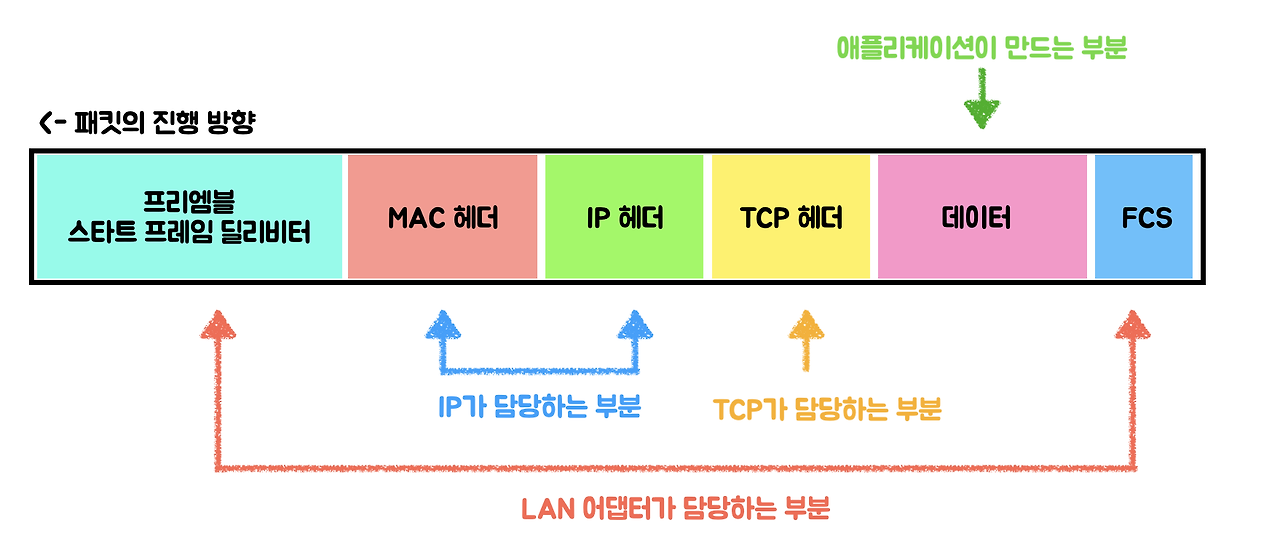 애플리케이션이 만드는 부분
<- 패킷의 진행 방향
프리엠블
스타트 프레임 딜리비터
MAC 헤더
IP 헤더
TCP 헤더
데이터
FCS
IP가 담당하는 부분
TCP가 담당하는 부분
LAN 어댑터가 담당하는 부분